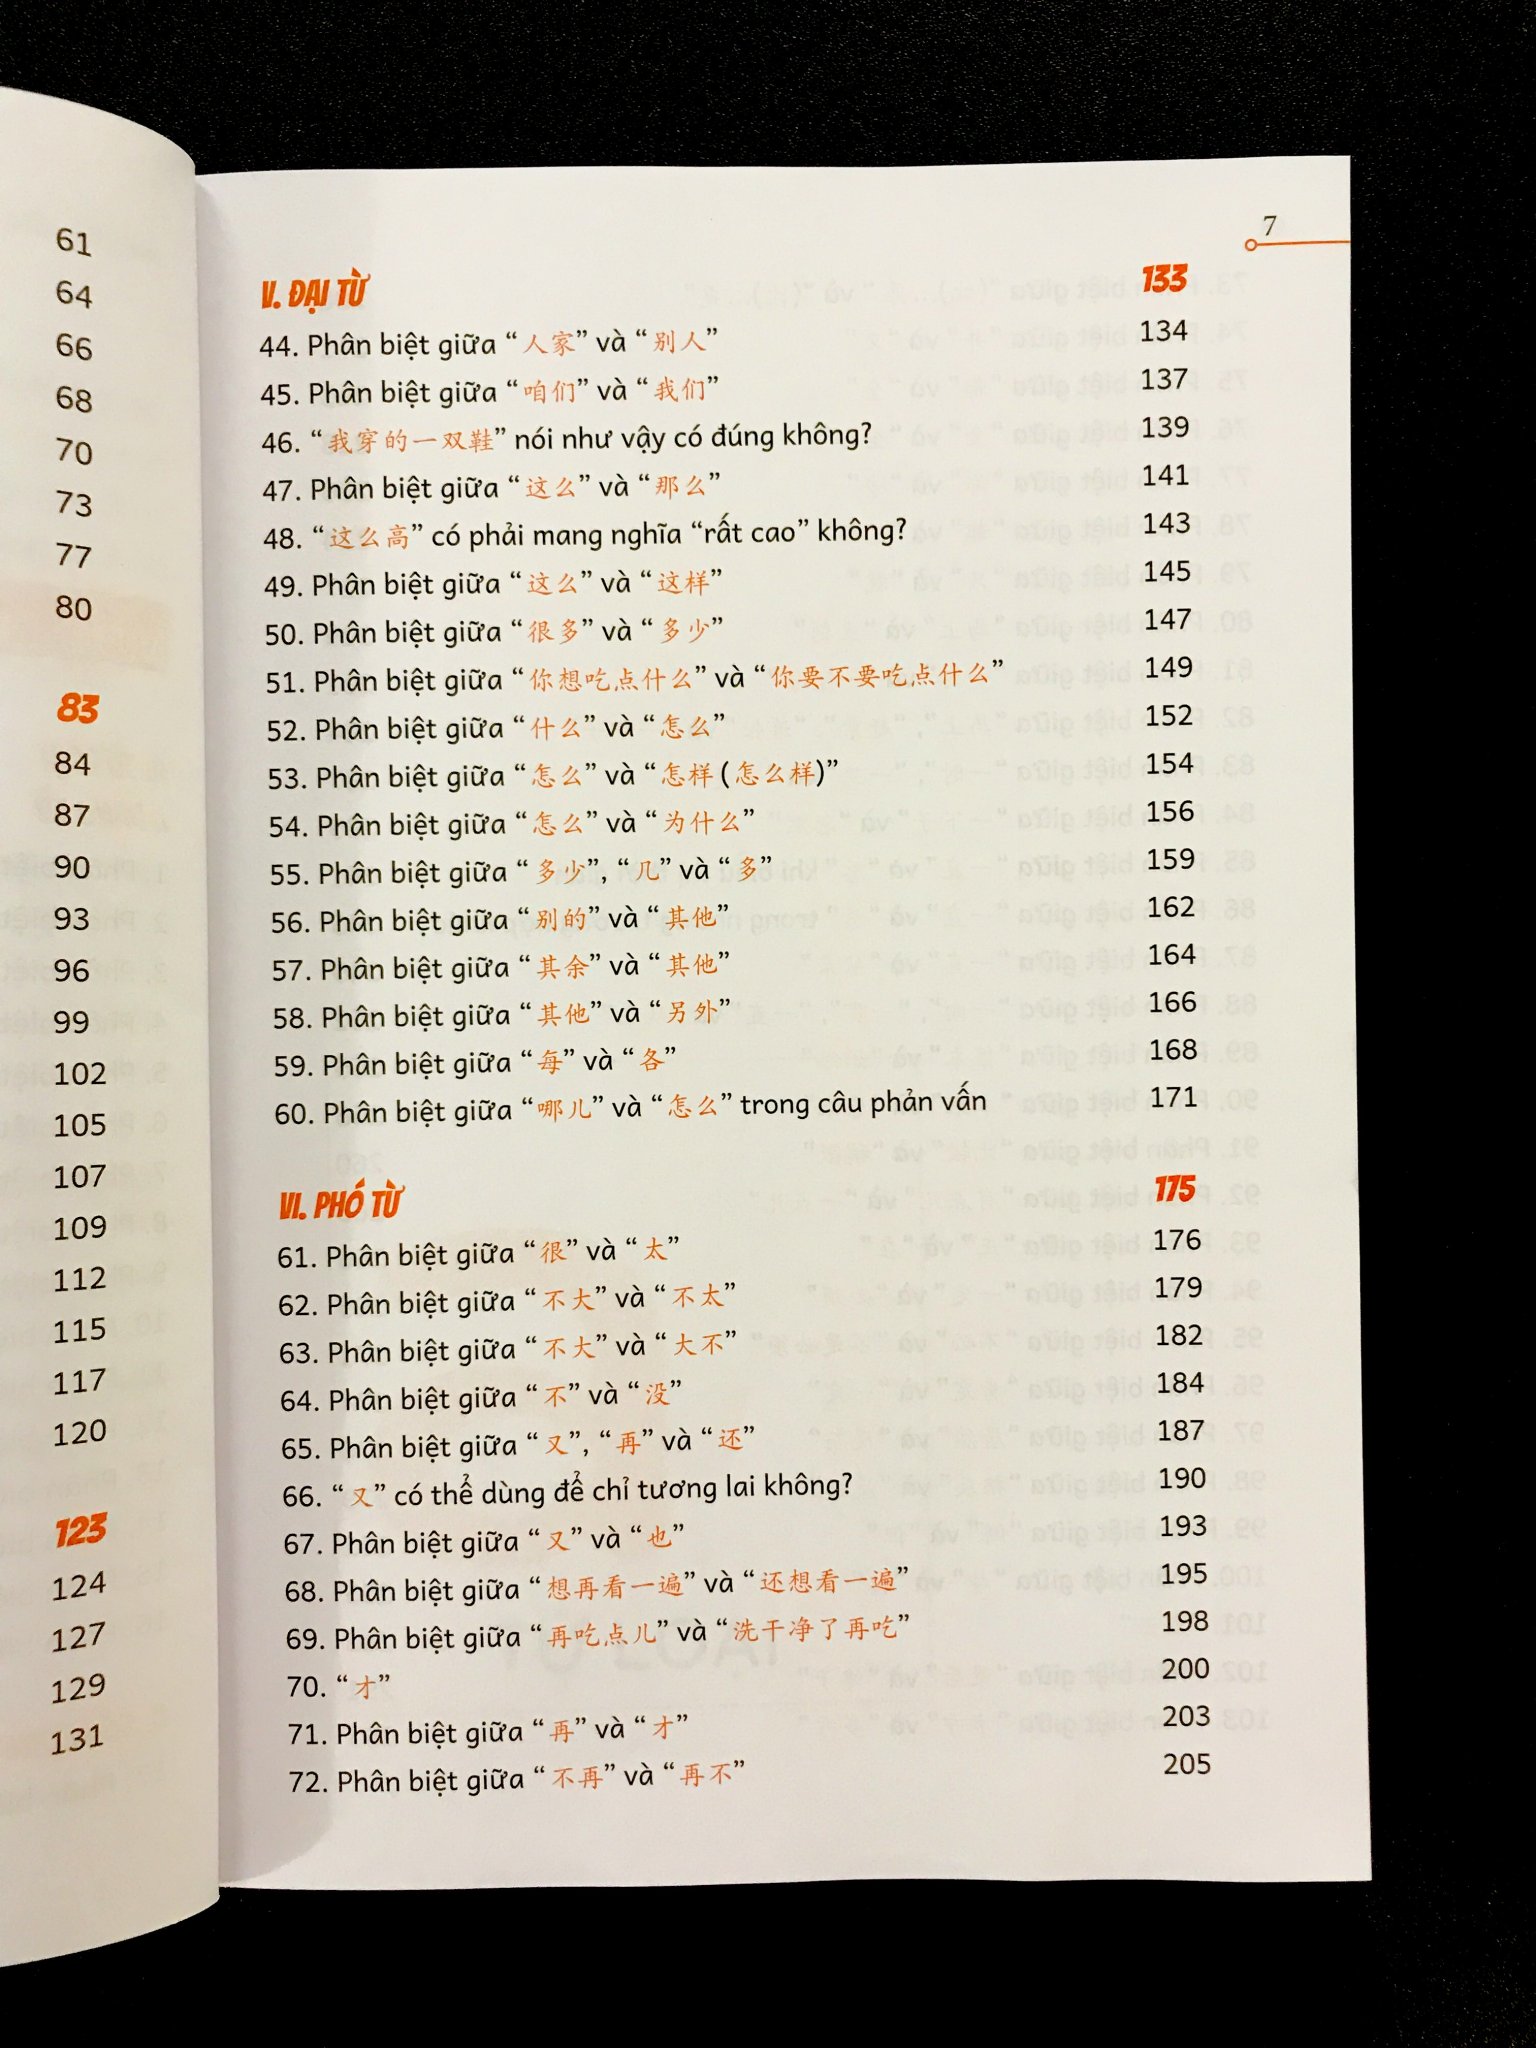 61
64
66
68
70
73
77
80
83
84
87
90
93
96
99
102
105
107
109
112
115
117
120
123
124
127
129
131
7
V. ĐẠI TỪ 133
44. Phân biệt giữa “人家” và “别人” 134
45. Phân biệt giữa “咱们” và “我们” 137
46. “我穿的一双鞋” nói như vậy có đúng không? 139
47. Phân biệt giữa “这么” và “那么” 141
48. “这么高” có phải mang nghĩa “rất cao” không? 143
49. Phân biệt giữa “这么” và “这样” 145
50. Phân biệt giữa “很多” và “多少” 147
51. Phân biệt giữa “你想吃点什么” và “你要不要吃点什么” 149
52. Phân biệt giữa “什么” và “怎么” 152
53. Phân biệt giữa “怎么” và “怎样 (怎么样)” 154
54. Phân biệt giữa “怎么” và “为什么” 156
55. Phân biệt giữa “多少”, “几” và “多” 159
56. Phân biệt giữa “别的” và “其他” 162
57. Phân biệt giữa “其余” và “其他” 164
58. Phân biệt giữa “其他” và “另外” 166
59. Phân biệt giữa “每” và “各” 168
60. Phân biệt giữa “哪儿” và “怎么” trong câu phản vấn 171
VI. PHÓ TỪ 175
61. Phân biệt giữa “很” và “太” 176
62. Phân biệt giữa “不大” và “不太” 179
63. Phân biệt giữa “不大” và “大不” 182
64. Phân biệt giữa “不” và “没” 184
65. Phân biệt giữa “又”, “再” và “还” 187
66. “又” có thể dùng để chỉ tương lai không? 190
67. Phân biệt giữa “又” và “也” 193
68. Phân biệt giữa “想再看一遍” và “还想看一遍” 195
69. Phân biệt giữa “再吃点儿” và “洗干净了再吃” 198
70. “才” 200
71. Phân biệt giữa “再” và “才” 203
72. Phân biệt giữa “不再” và “再不” 205